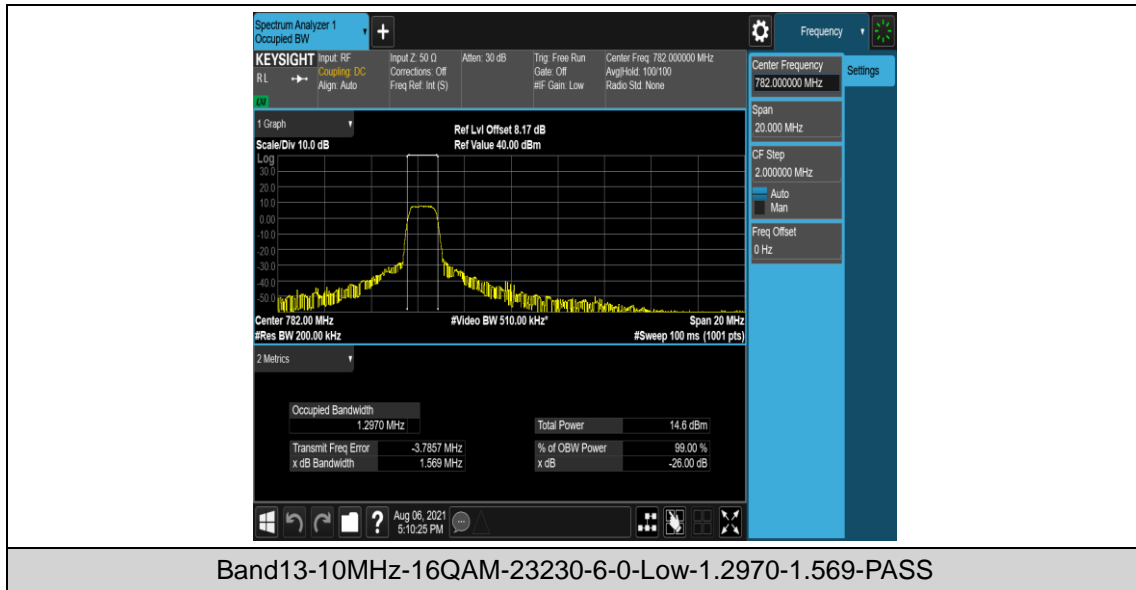 Spectrum Analyzer 1
Occupied BW
+
Frequency
KEYSIGHT
RL
LXI
Input: RF
Coupling: DC
Align: Auto
Input Z: 50 Ω
Corrections: Off
Freq Ref: Int (S)
Atten: 30 dB
Trig: Free Run
Gate: Off
#IF Gain: Low
Center Freq: 782.000000 MHz
Avg|Hold: 100/100
Radio Std: None
Center Frequency
782.000000 MHz
Settings
Span
20.000 MHz
CF Step
2.000000 MHz
Auto
Man
Freq Offset
0 Hz
1 Graph
Ref Lvl Offset 8.17 dB
Scale/Div 10.0 dB
Ref Value 40.00 dBm
Log
30.0
20.0
10.0
0.00
-10.0
-20.0
-30.0
-40.0
-50.0
Center 782.00 MHz
#Video BW 510.00 kHz*
Span 20 MHz
#Res BW 200.00 kHz
#Sweep 100 ms (1001 pts)
2 Metrics
Occupied Bandwidth
1.2970 MHz
Total Power 14.6 dBm
Transmit Freq Error -3.7857 MHz
% of OBW Power 99.00 %
x dB Bandwidth 1.569 MHz
x dB -26.00 dB
?
Aug 06, 2021
5:10:25 PM
Band13-10MHz-16QAM-23230-6-0-Low-1.2970-1.569-PASS